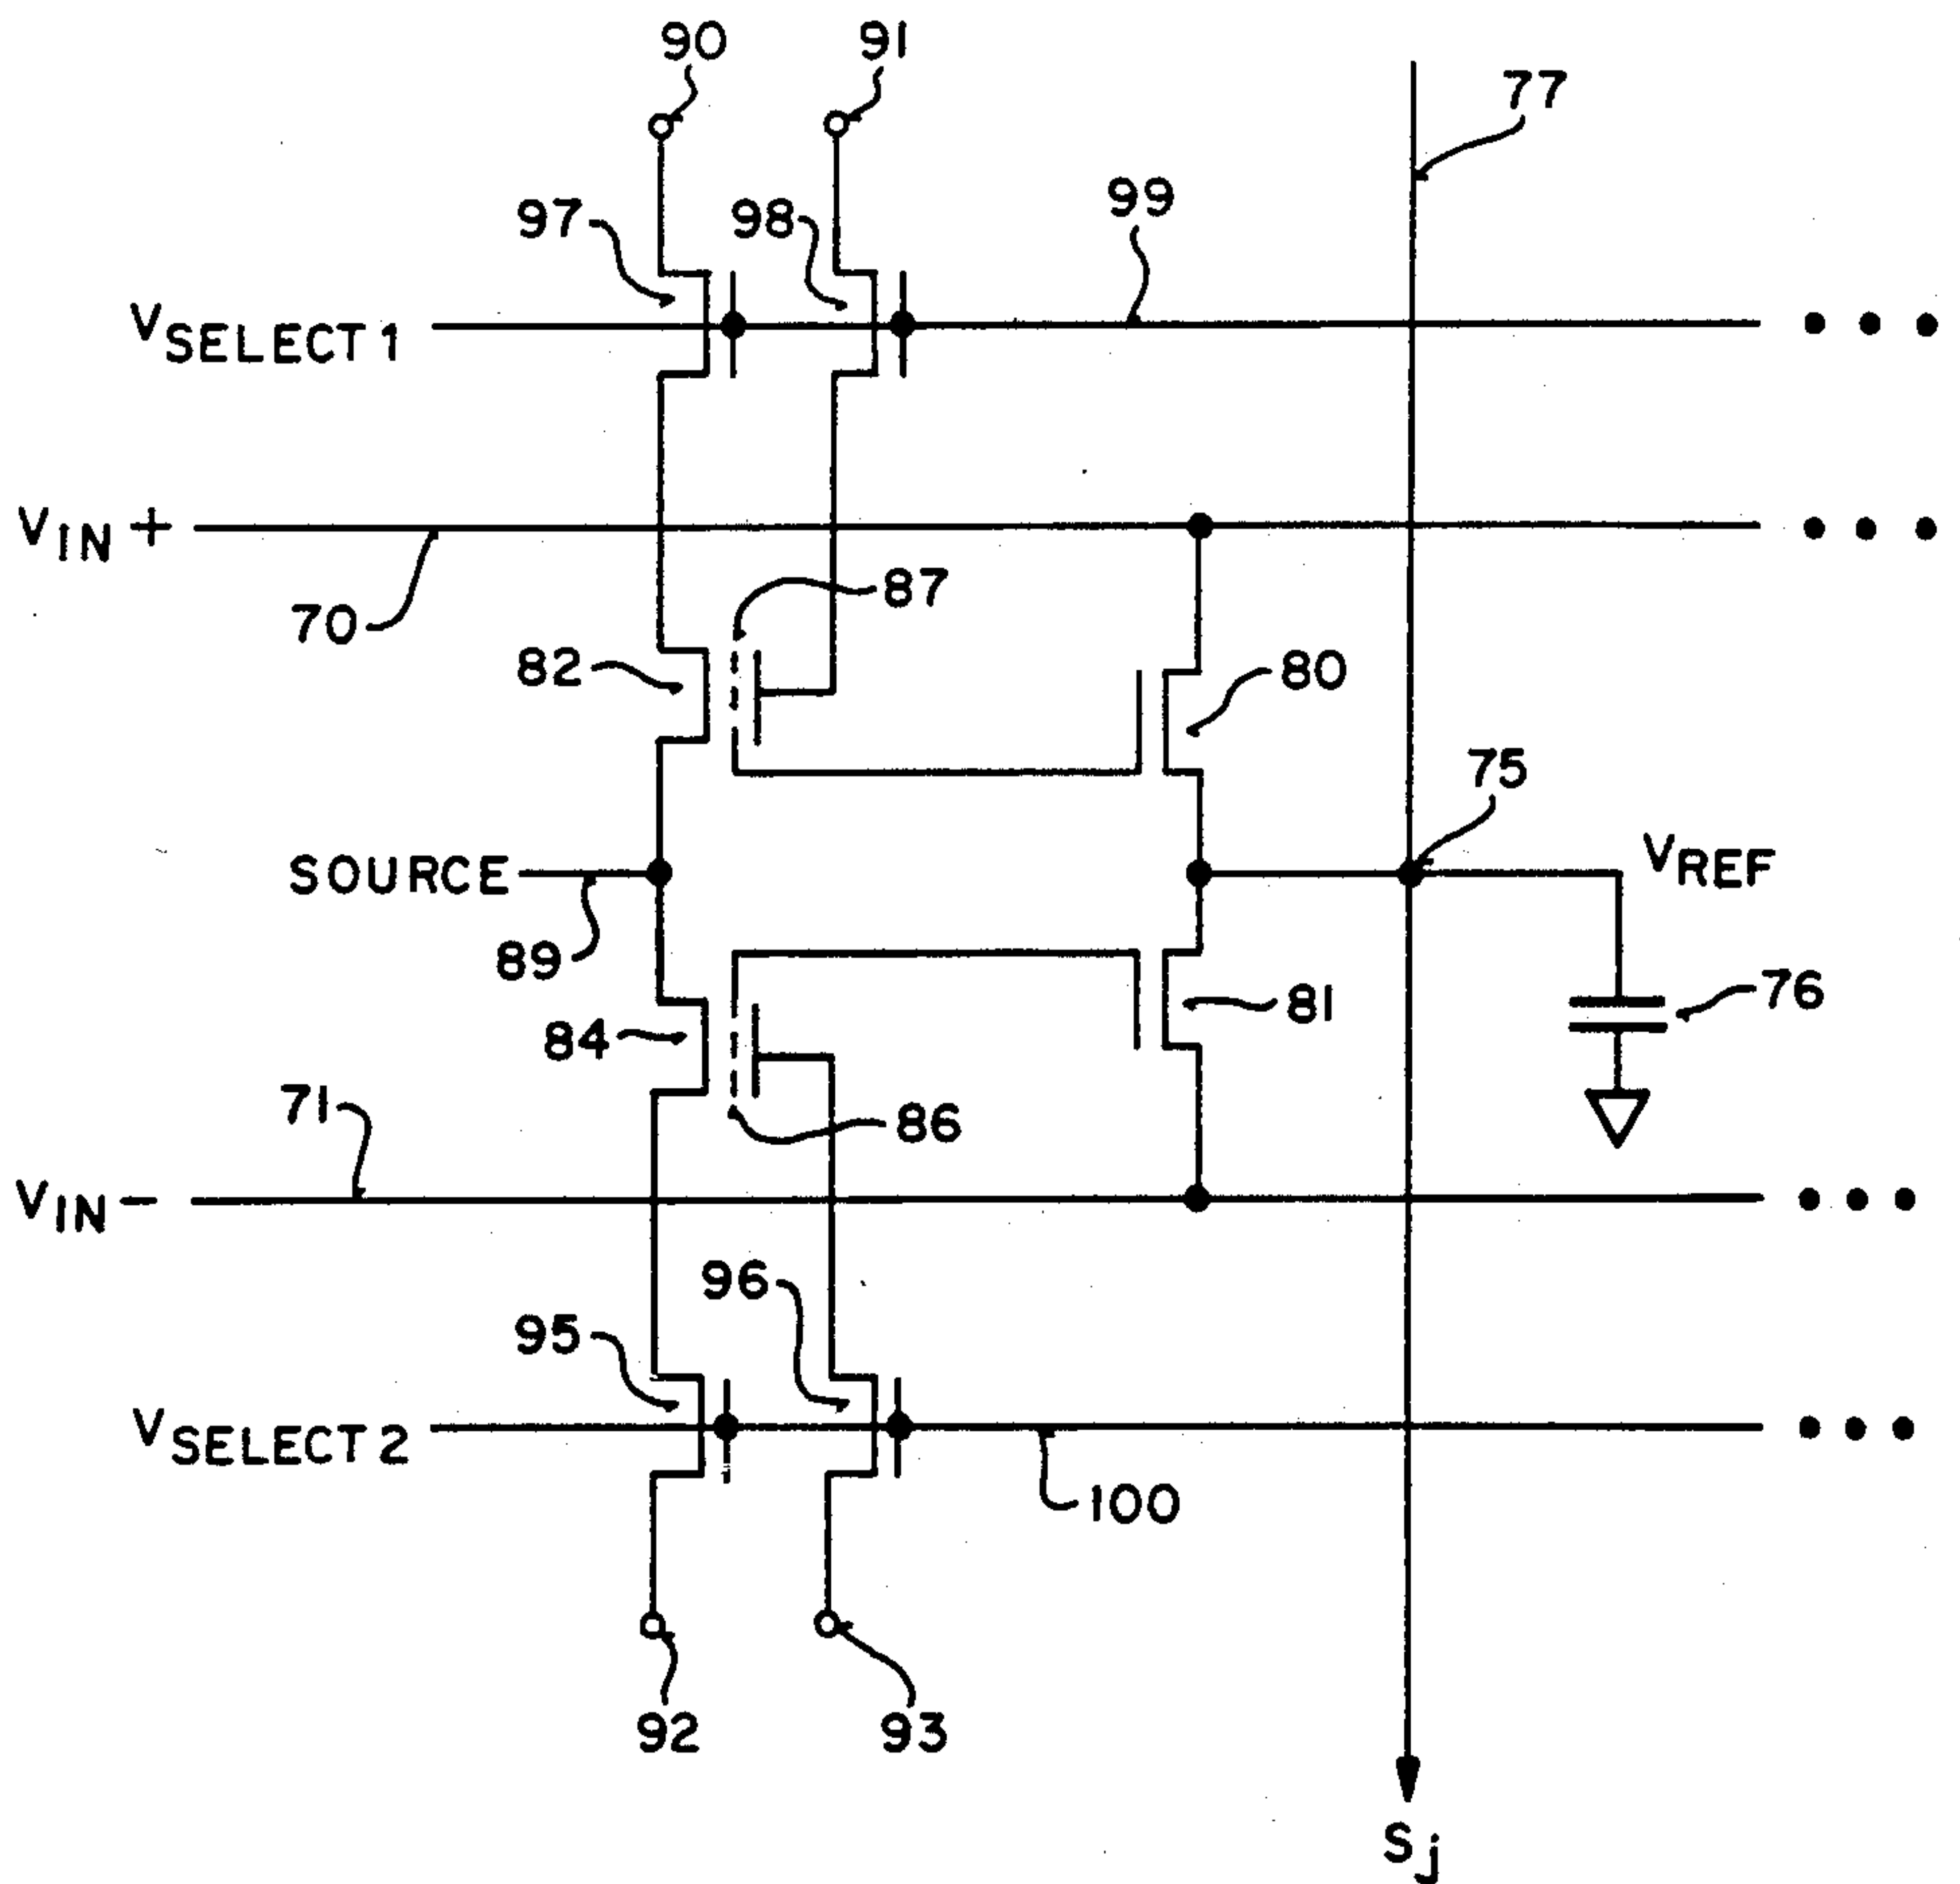 90 91
77
97 98 99
VSELECT 1
VIN +
87
70
82 80
75
SOURCE VREF
89
76
81
84
71 86
VIN −
96
95
VSELECT 2
100
92 93
Sj